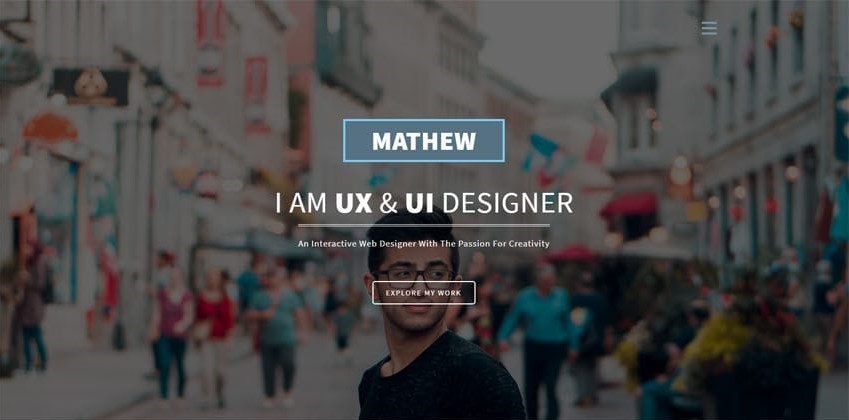 MATHEW
I AM UX & UI DESIGNER
An Interactive Web Designer With The Passion For Creativity
EXPLORE MY WORK